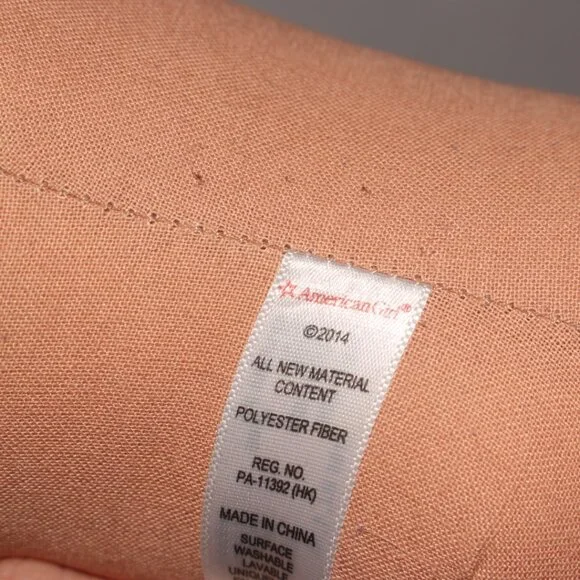 American Girl®
©2014
ALL NEW MATERIAL
CONTENT
POLYESTER FIBER
REG. NO.
PA-11392 (HK)
MADE IN CHINA
SURFACE
WASHABLE
LAVABLE